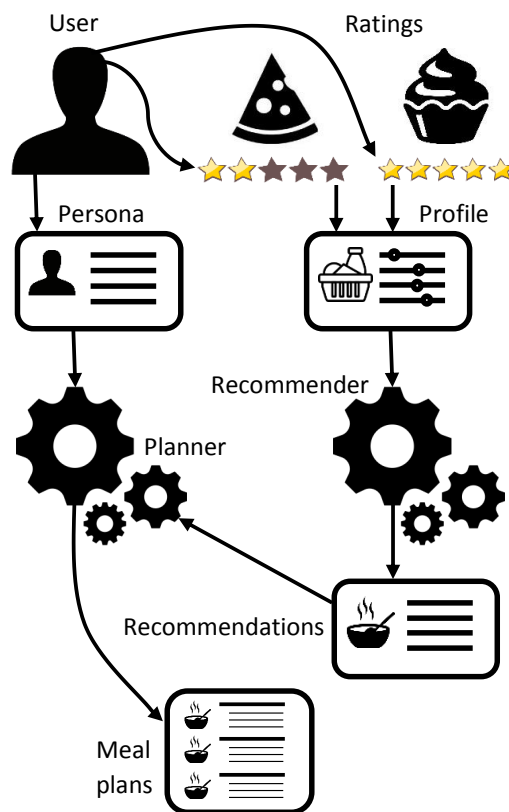 User
Ratings
Persona
Profile
Recommender
Planner
Recommendations
Meal
plans